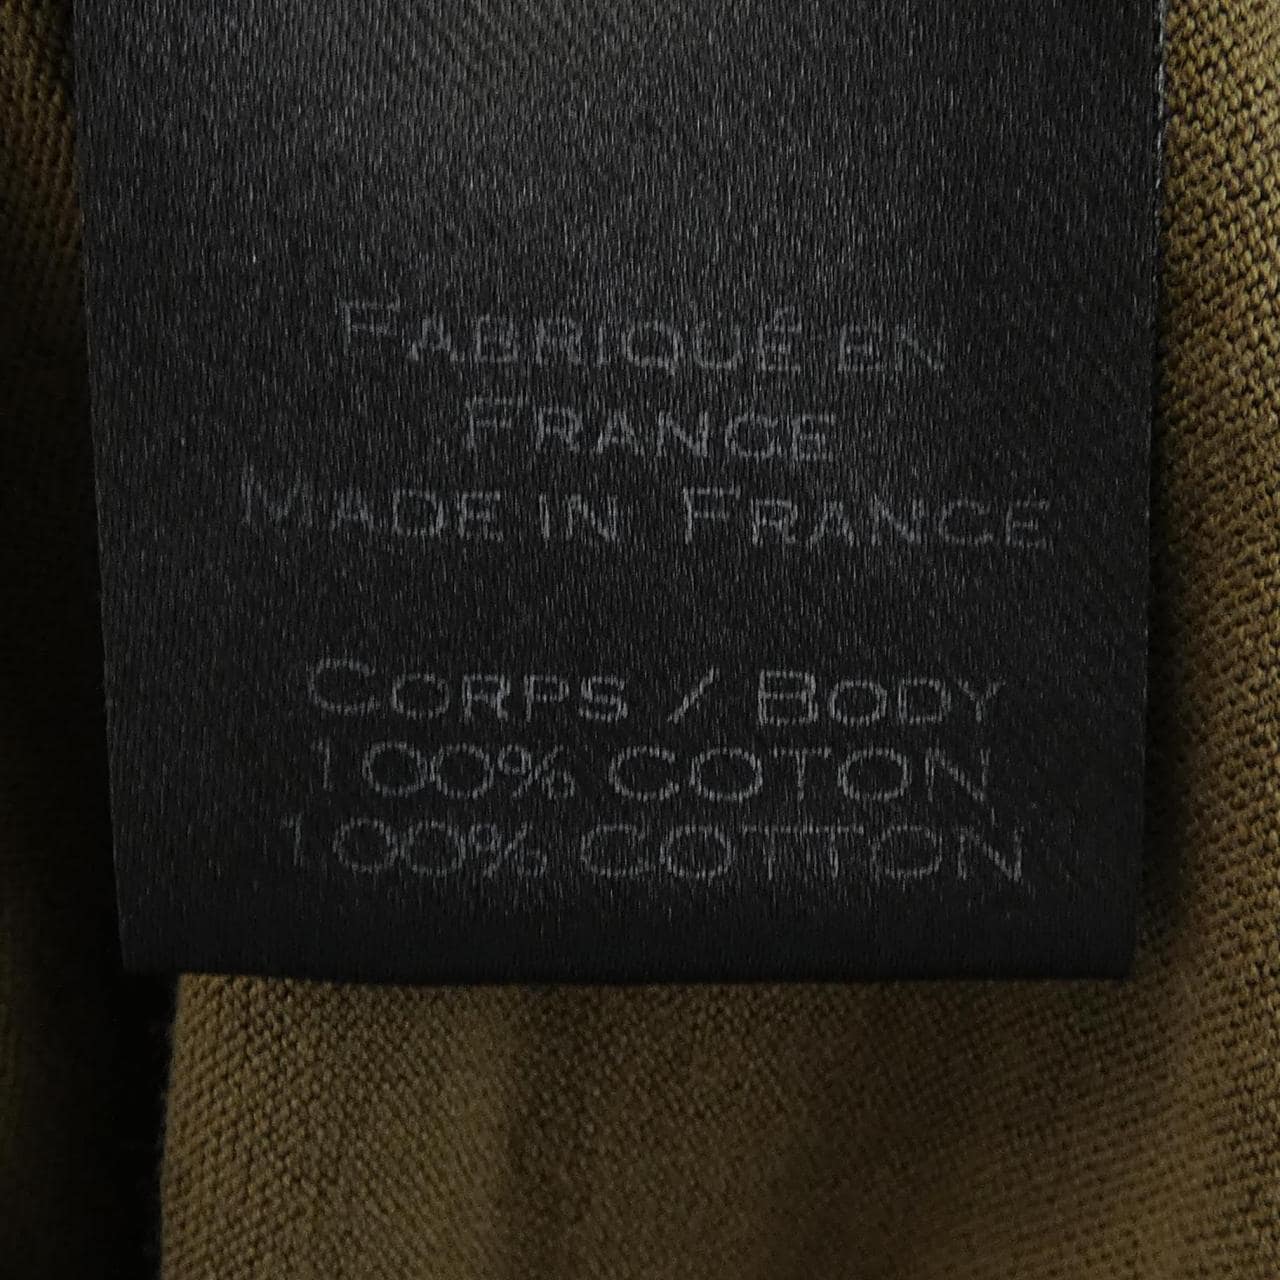 FABRIQUÉ EN
FRANCE
MADE IN FRANCE
CORPS / BODY
100% COTON
100% COTTON